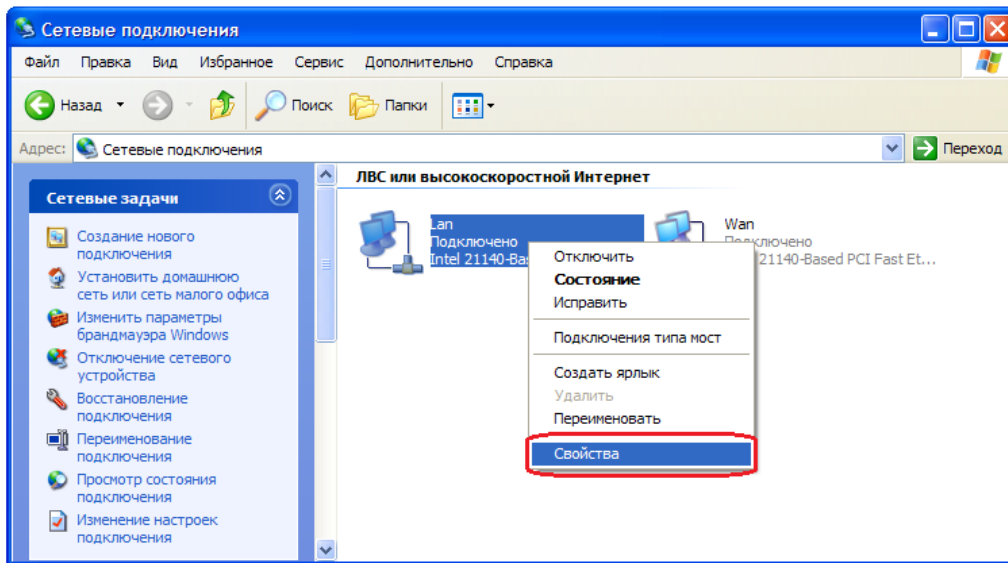 Сетевые подключения
Файл Правка Вид Избранное Сервис Дополнительно Справка
Назад Поиск Папки
Адрес: Сетевые подключения Переход
Сетевые задачи
Создание нового
подключения
Установить домашнюю
сеть или сеть малого офиса
Изменить параметры
брандмауэра Windows
Отключение сетевого
устройства
Восстановление
подключения
Переименование
подключения
Просмотр состояния
подключения
Изменение настроек
подключения
ЛВС или высокоскоростной Интернет
Lan
Подключено
Intel 21140-Bas
Wan
Подключено
21140-Based PCI Fast Et...
Отключить
Состояние
Исправить
Подключения типа мост
Создать ярлык
Удалить
Переименовать
Свойства